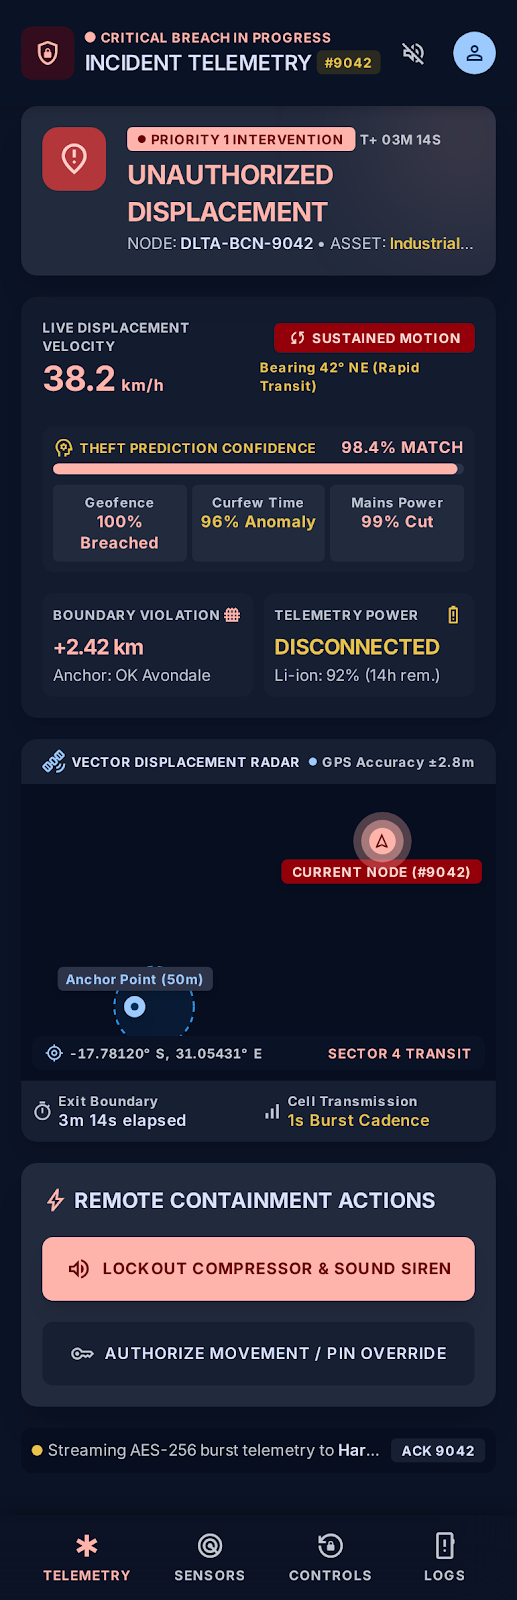 CRITICAL BREACH IN PROGRESS
INCIDENT TELEMETRY #9042
PRIORITY 1 INTERVENTION T+ 03M 14S
UNAUTHORIZED
DISPLACEMENT
NODE: DLTA-BCN-9042 • ASSET: Industrial...
LIVE DISPLACEMENT
VELOCITY
SUSTAINED MOTION
38.2 km/h
Bearing 42° NE (Rapid
Transit)
THEFT PREDICTION CONFIDENCE 98.4% MATCH
Geofence
100%
Breached
Curfew Time
96% Anomaly
Mains Power
99% Cut
BOUNDARY VIOLATION
+2.42 km
Anchor: OK Avondale
TELEMETRY POWER
DISCONNECTED
Li-ion: 92% (14h rem.)
VECTOR DISPLACEMENT RADAR GPS Accuracy ±2.8m
CURRENT NODE (#9042)
Anchor Point (50m)
-17.78120° S, 31.05431° E SECTOR 4 TRANSIT
Exit Boundary
3m 14s elapsed
Cell Transmission
1s Burst Cadence
REMOTE CONTAINMENT ACTIONS
LOCKOUT COMPRESSOR & SOUND SIREN
AUTHORIZE MOVEMENT / PIN OVERRIDE
Streaming AES-256 burst telemetry to Har... ACK 9042
TELEMETRY SENSORS CONTROLS LOGS